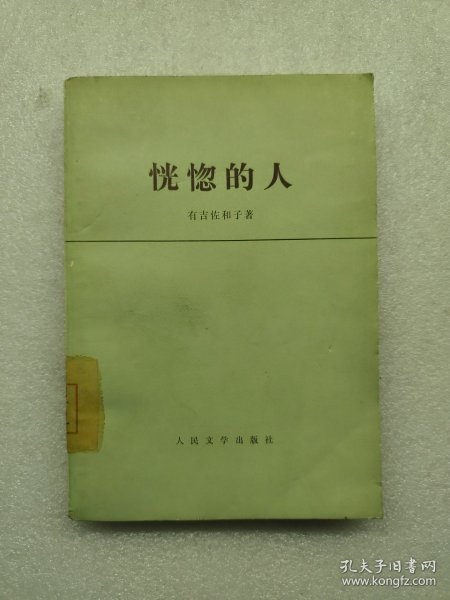 恍惚的人
有吉佐和子著
人民文学出版社
孔夫子旧书网
www.kongfz.com